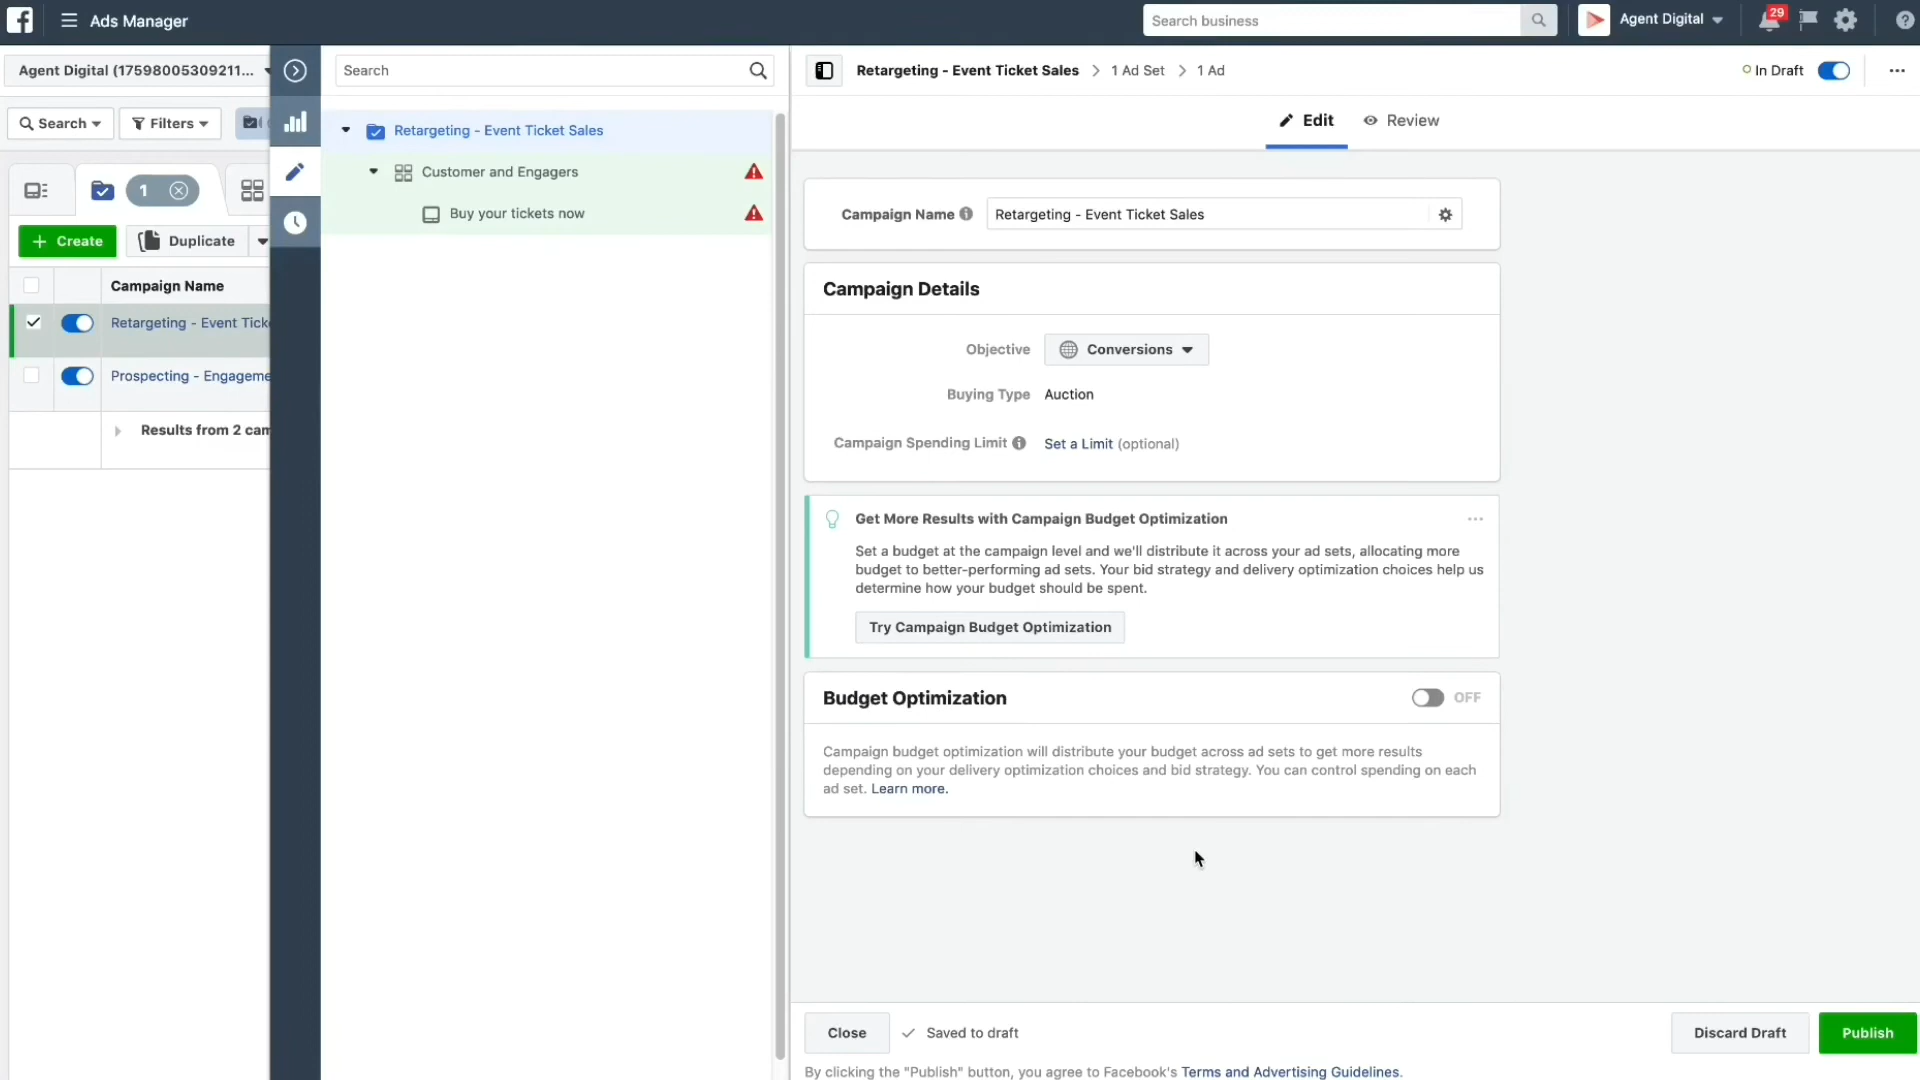 Ads Manager
Search business
Agent Digital
29
Agent Digital (17598005309211...
Search
Filters
1
Create
Duplicate
Campaign Name
Retargeting - Event Tick
Prospecting - Engageme
Results from 2 cam
Search
Retargeting - Event Ticket Sales
Customer and Engagers
Buy your tickets now
Retargeting - Event Ticket Sales > 1 Ad Set > 1 Ad
In Draft
Edit
Review
Campaign Name
Retargeting - Event Ticket Sales
Campaign Details
Objective
Conversions
Buying Type
Auction
Campaign Spending Limit
Set a Limit (optional)
Get More Results with Campaign Budget Optimization
Set a budget at the campaign level and we'll distribute it across your ad sets, allocating more
budget to better-performing ad sets. Your bid strategy and delivery optimization choices help us
determine how your budget should be spent.
Try Campaign Budget Optimization
Budget Optimization
OFF
Campaign budget optimization will distribute your budget across ad sets to get more results
depending on your delivery optimization choices and bid strategy. You can control spending on each
ad set. Learn more.
Close
Saved to draft
Discard Draft
Publish
By clicking the "Publish" button, you agree to Facebook's Terms and Advertising Guidelines.